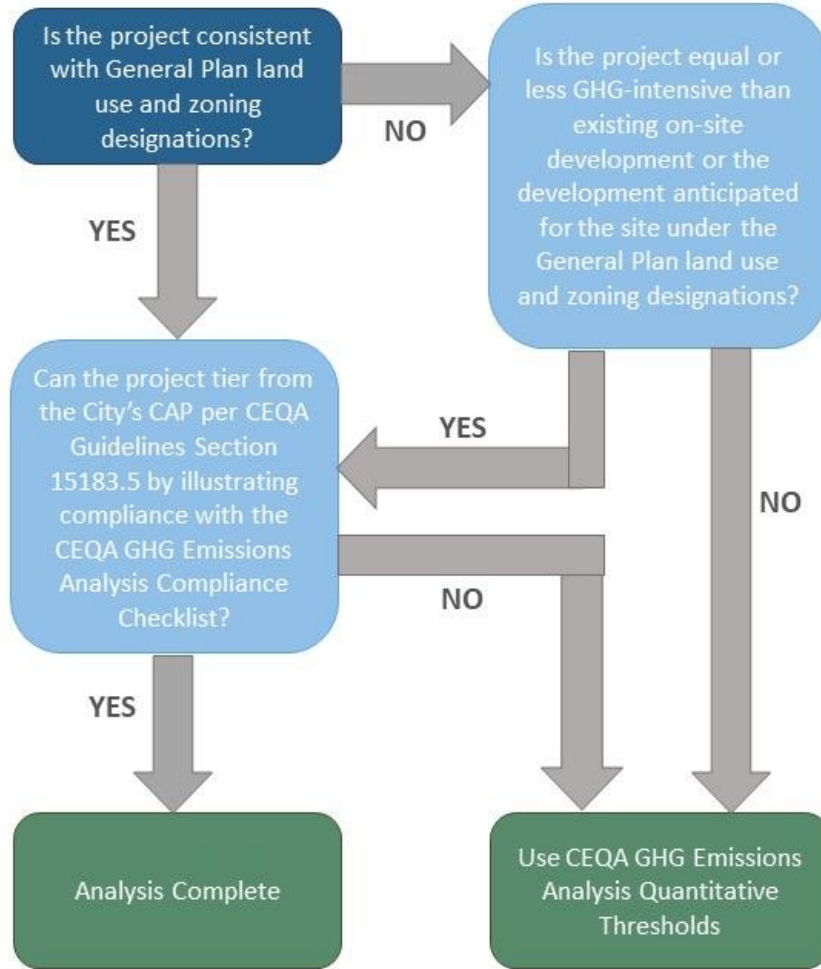 Is the project consistent
with General Plan land
use and zoning
designations?
NO
Is the project equal or
less GHG-intensive than
existing on-site
development or the
development anticipated
for the site under the
General Plan land use
and zoning designations?
YES
Can the project tier from
the City’s CAP per CEQA
Guidelines Section
15183.5 by illustrating
compliance with the
CEQA GHG Emissions
Analysis Compliance
Checklist?
YES
NO
NO
YES
Analysis Complete
Use CEQA GHG Emissions
Analysis Quantitative
Thresholds